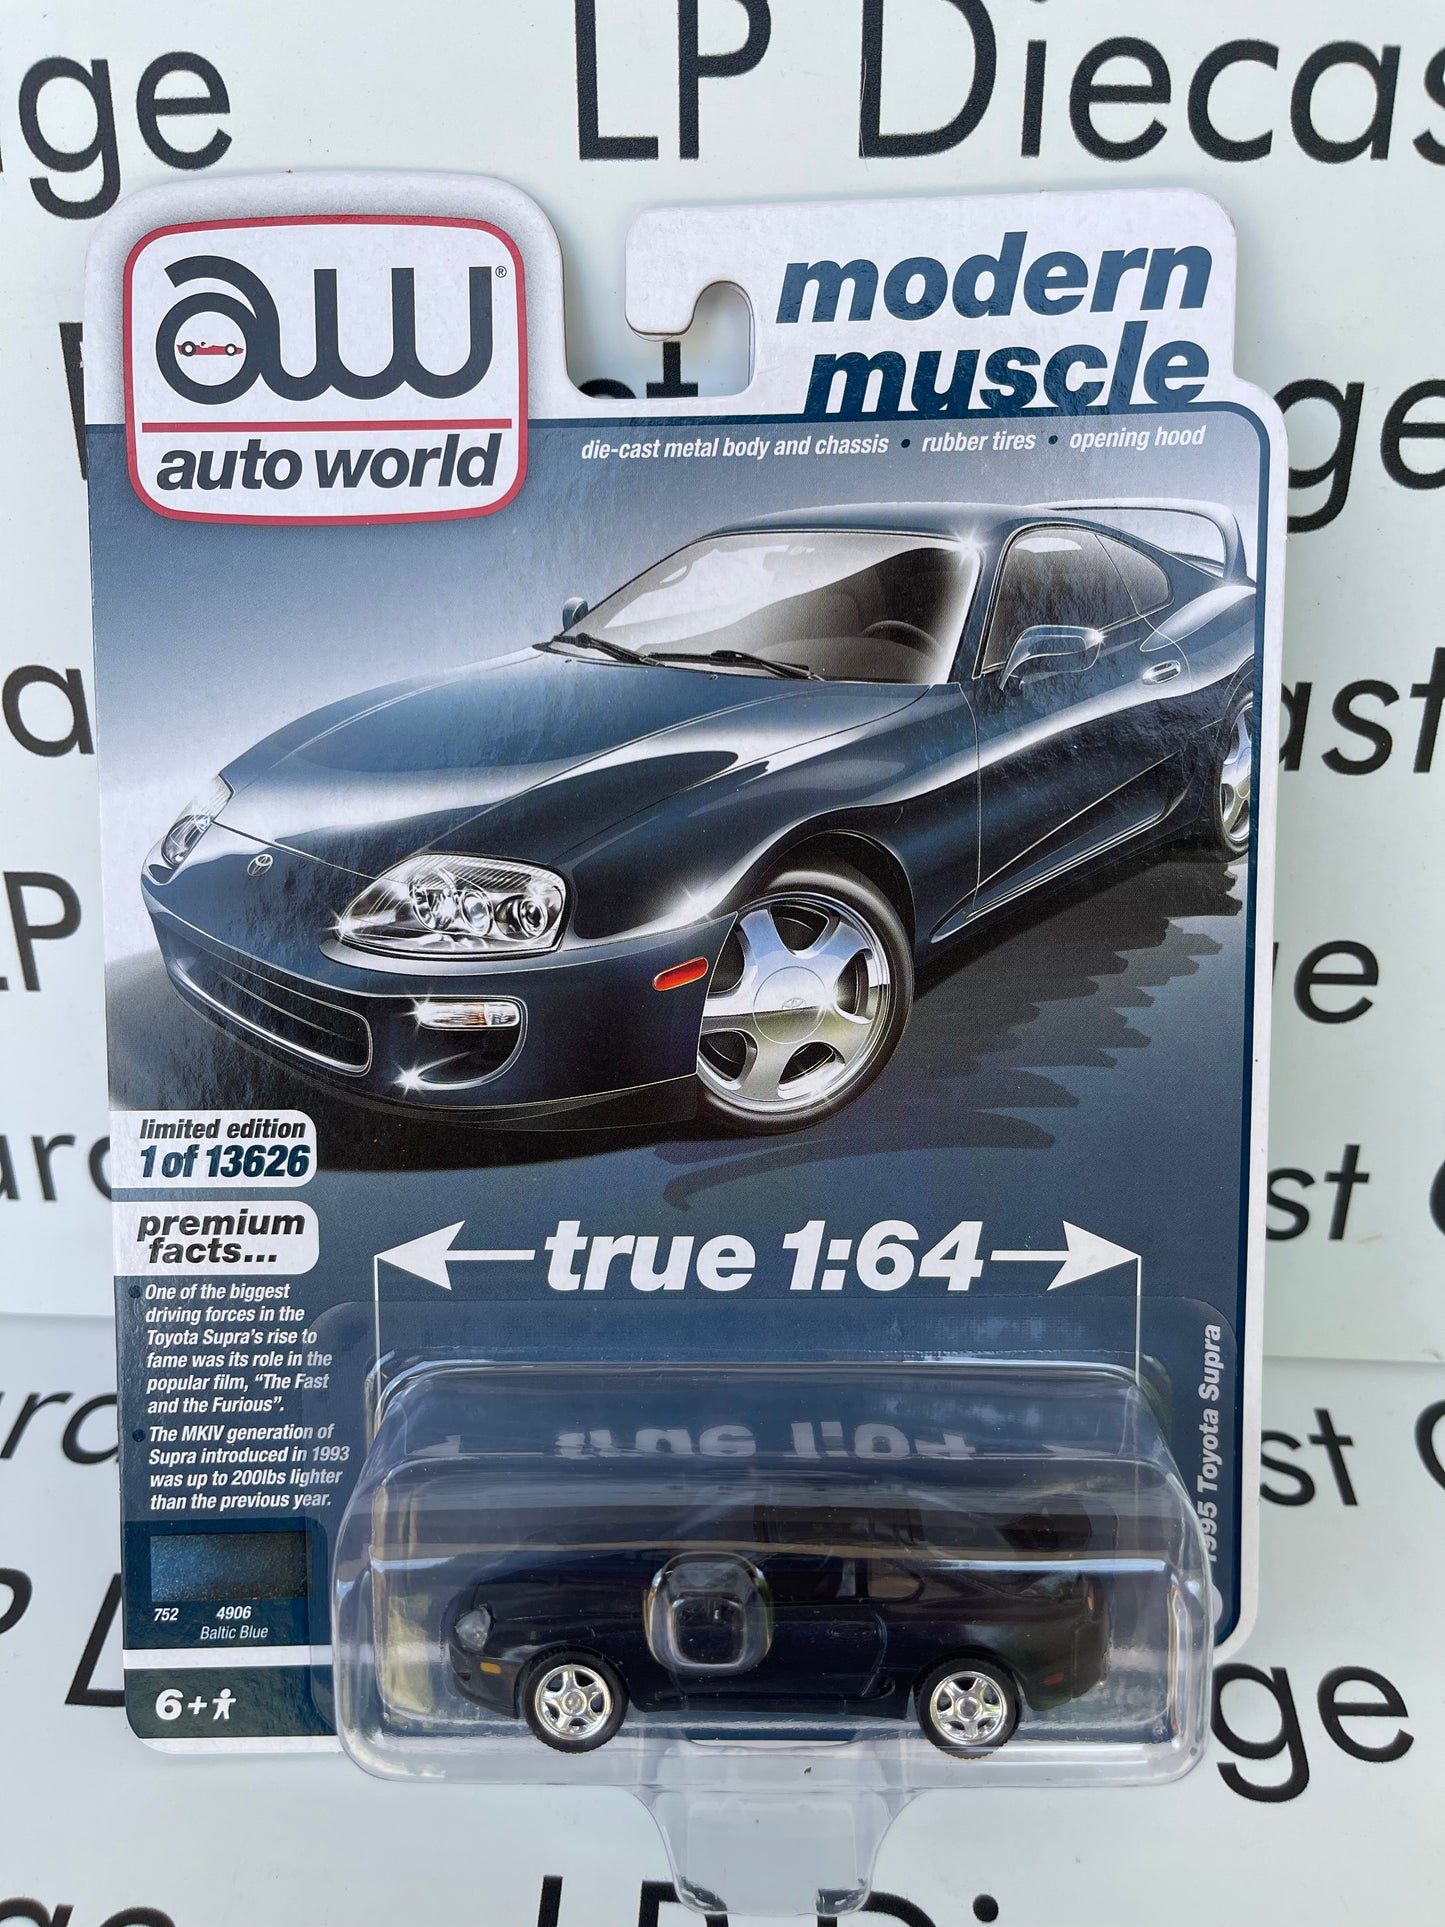 age LP Diecas
modern
muscle
aw®
auto world
die-cast metal body and chassis • rubber tires • opening hood
limited edition
1 of 13626
premium
facts...
true 1:64
• One of the biggest
driving forces in the
Toyota Supra's rise to
fame was its role in the
popular film, “The Fast
and the Furious”.
• The MKIV generation of
Supra introduced in 1993
was up to 200lbs lighter
than the previous year.
1995 Toyota Supra
752 4906
Baltic Blue
6+